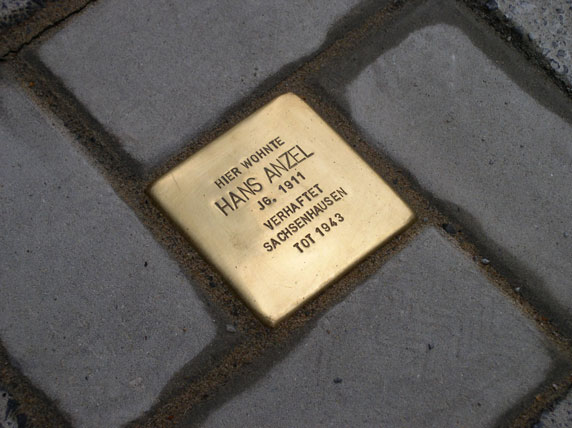 HIER WOHNTE
HANS ANZEL
JG. 1911
VERHAFTET
SACHSENHAUSEN
TOT 1943